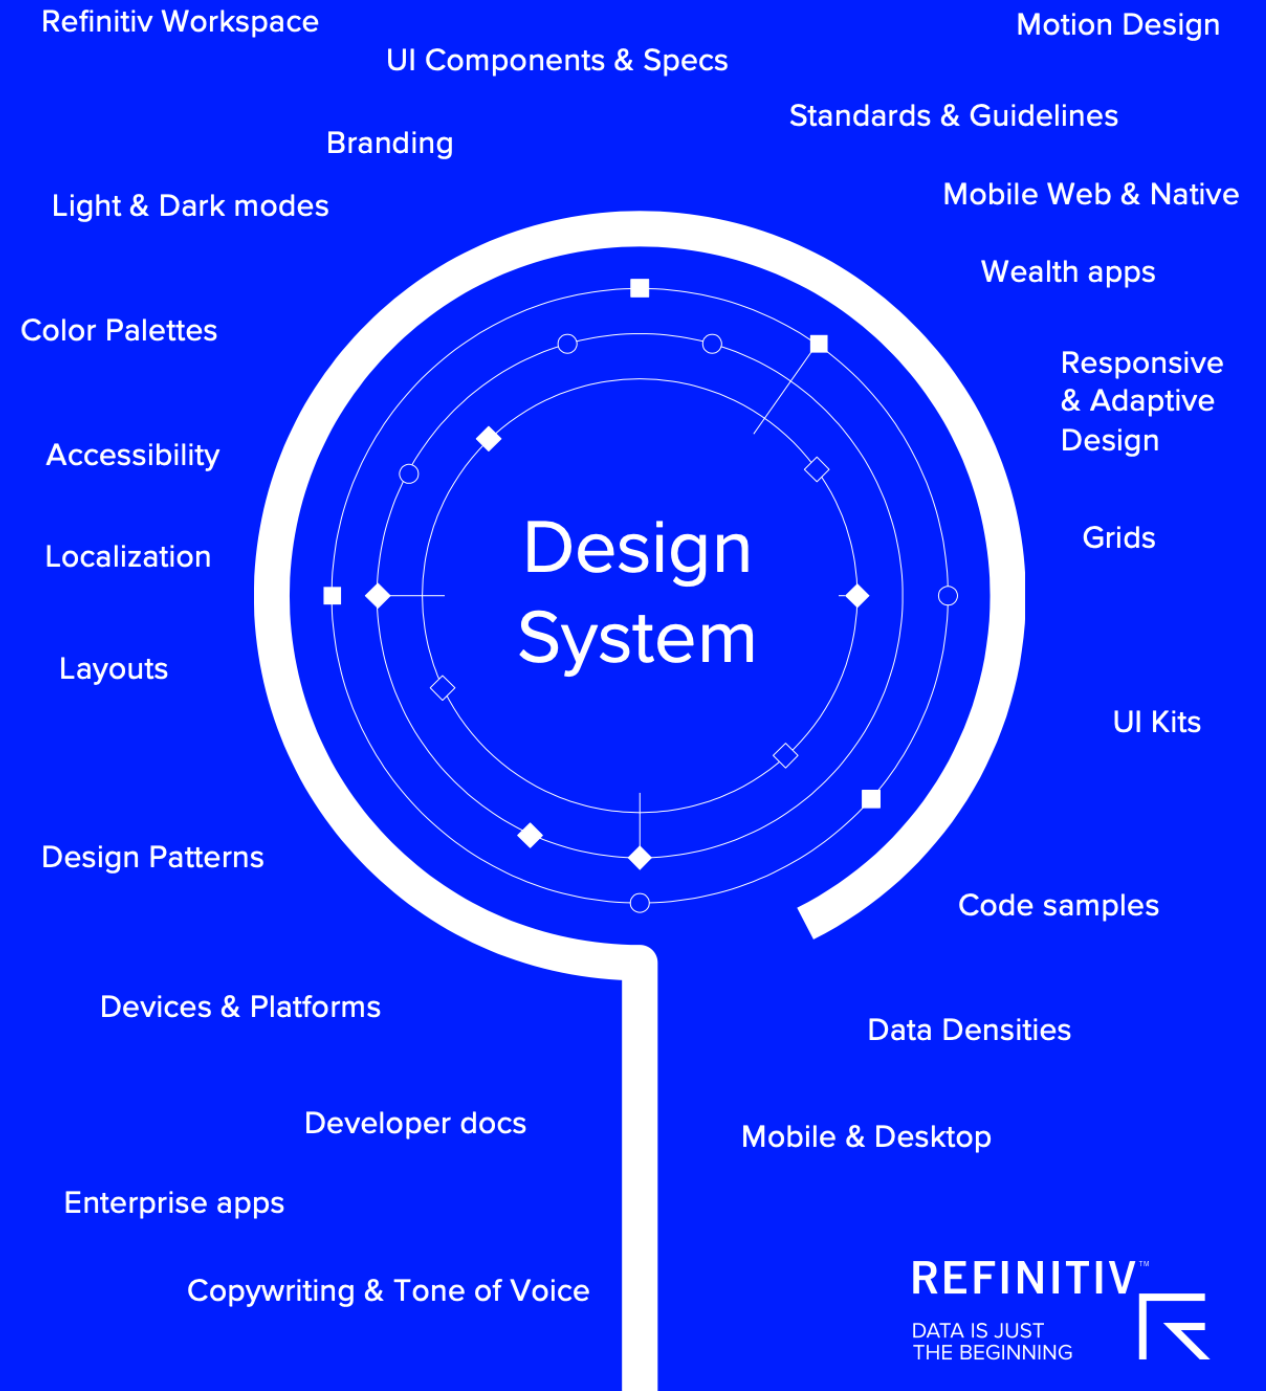 Refinitiv Workspace
Motion Design
UI Components & Specs
Standards & Guidelines
Branding
Mobile Web & Native
Light & Dark modes
Wealth apps
Color Palettes
Responsive
& Adaptive
Design
Accessibility
Grids
Design
System
Localization
Layouts
UI Kits
Design Patterns
Code samples
Devices & Platforms
Data Densities
Developer docs
Mobile & Desktop
Enterprise apps
Copywriting & Tone of Voice
REFINITIV™
DATA IS JUST
THE BEGINNING